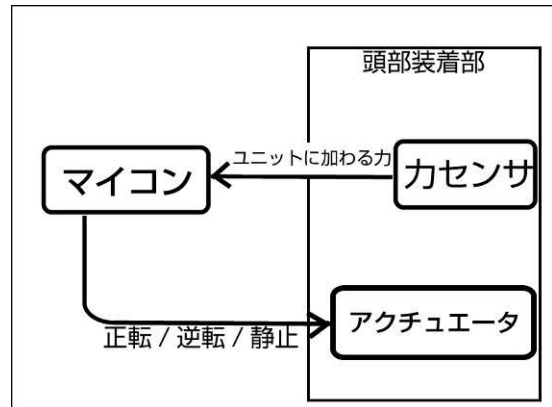 頭部装着部
ユニットに加わる力
マイコン
力センサ
アクチュエータ
正転 / 逆転 / 静止